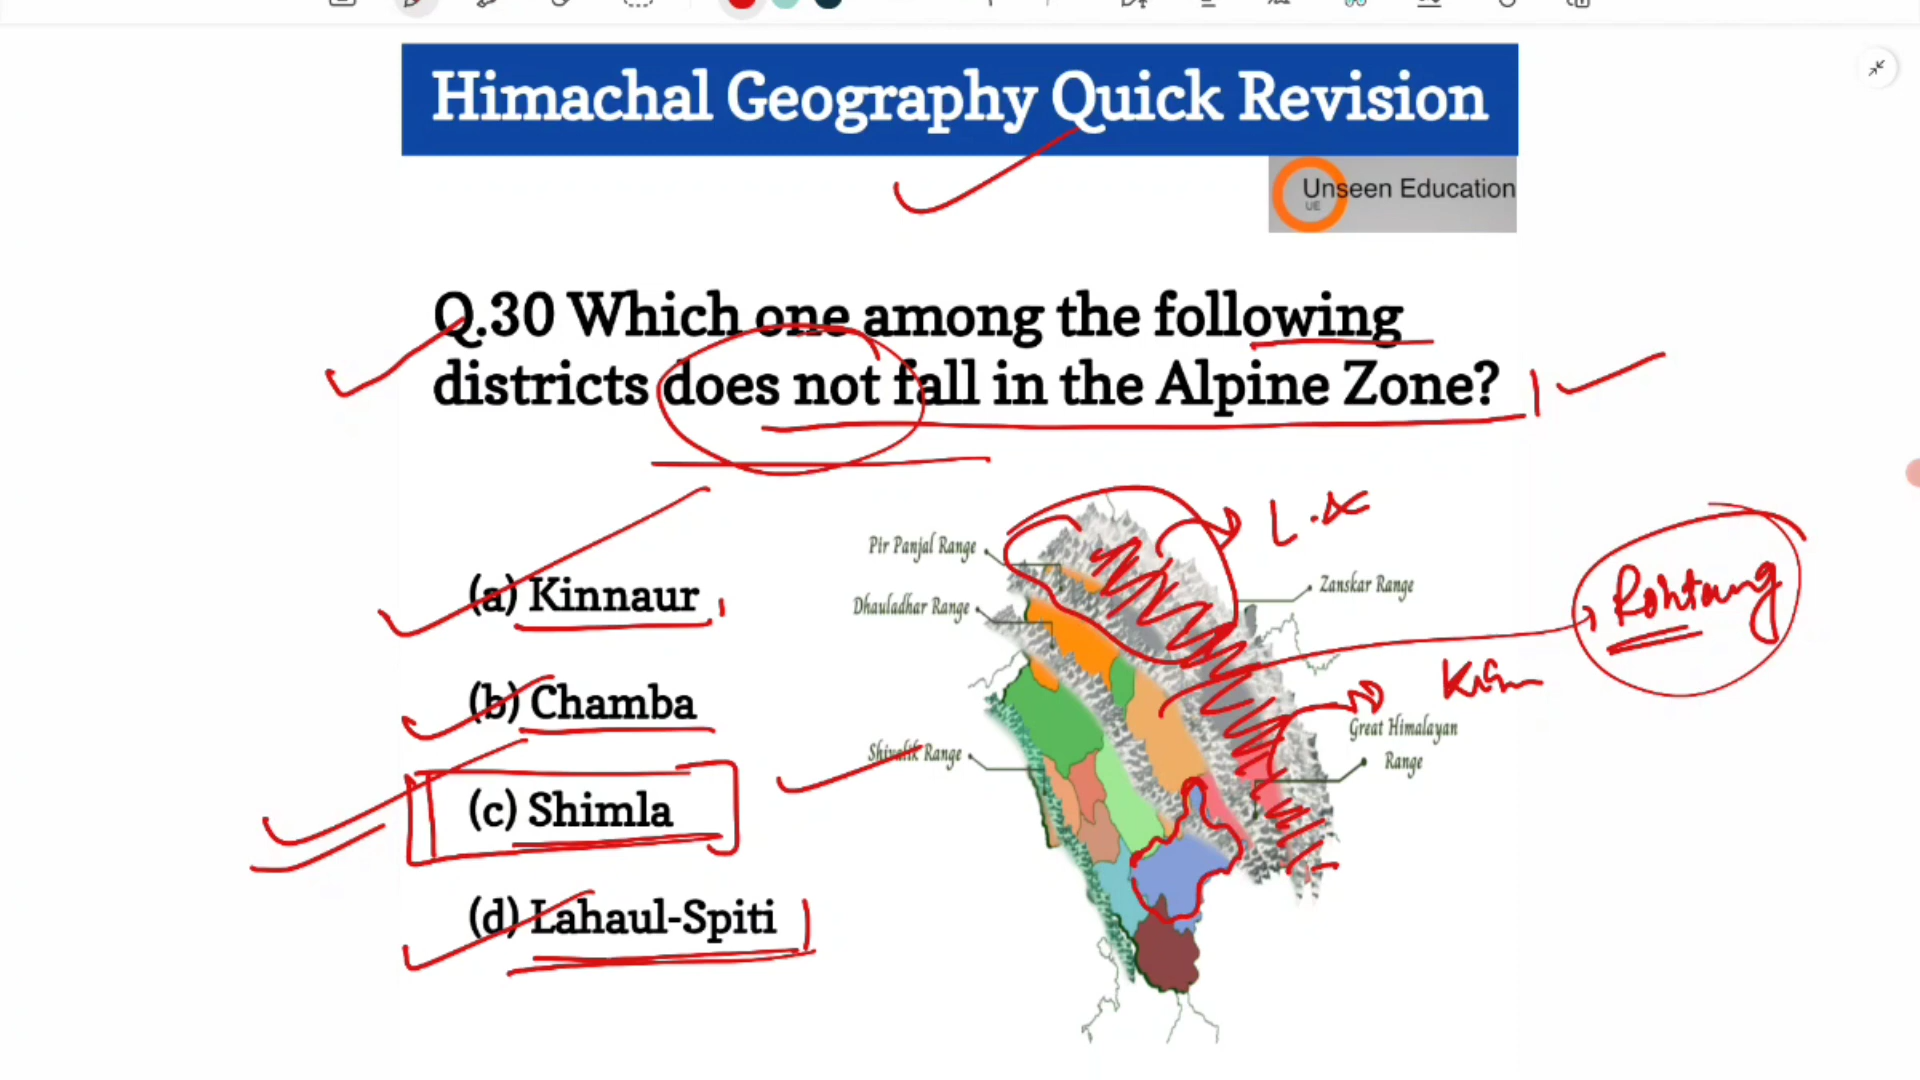 Himachal Geography Quick Revision
Unseen Education
UE
Q.30 Which one among the following
districts does not fall in the Alpine Zone?
(a) Kinnaur
(b) Chamba
(c) Shimla
(d) Lahaul-Spiti
Pir Panjal Range
Dhauladhar Range
Shivalik Range
Zanskar Range
Great Himalayan
Range
Rohtang